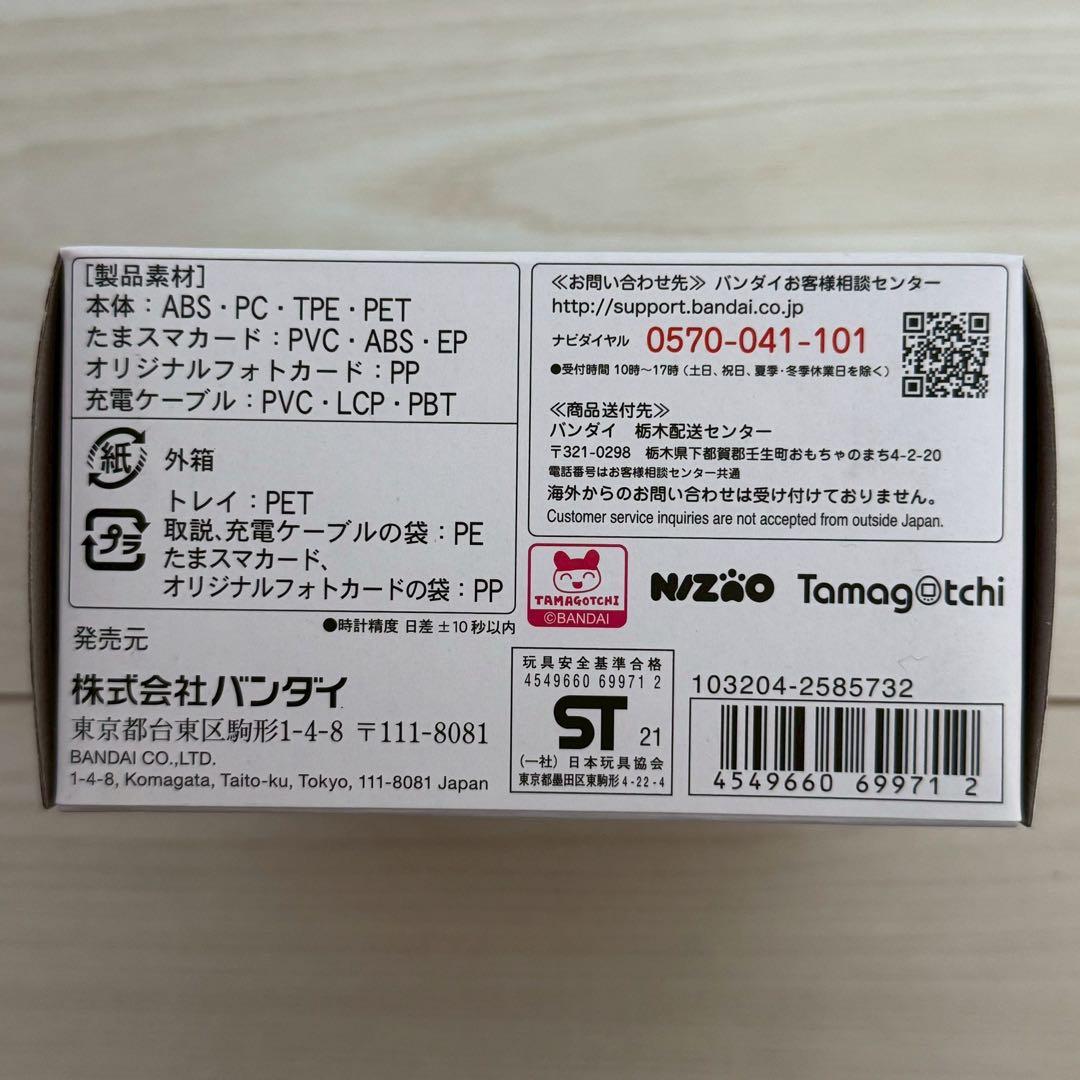 [製品素材]
本体：ABS・PC・TPE・PET
たまスマカード：PVC・ABS・EP
オリジナルフォトカード：PP
充電ケーブル：PVC・LCP・PBT
紙 外箱
プラ トレイ：PET
取説、充電ケーブルの袋：PE
たまスマカード、
オリジナルフォトカードの袋：PP
●時計精度 日差±10秒以内
発売元
株式会社バンダイ
東京都台東区駒形1-4-8 〒111-8081
BANDAI CO.,LTD.
1-4-8, Komagata, Taito-ku, Tokyo, 111-8081 Japan
≪お問い合わせ先≫ バンダイお客様相談センター
http://support.bandai.co.jp
ナビダイヤル 0570-041-101
●受付時間 10時～17時（土日、祝日、夏季・冬季休業日を除く）
≪商品送付先≫
バンダイ 栃木配送センター
〒321-0298 栃木県下都賀郡壬生町おもちゃのまち4-2-20
電話番号はお客様相談センター共通
海外からのお問い合わせは受け付けておりません。
Customer service inquiries are not accepted from outside Japan.
TAMAGOTCHI
©BANDAI
NIZOO
Tamagotchi
玩具安全基準合格
4549660 69971 2
ST 21
（一社）日本玩具協会
東京都墨田区東駒形4-22-4
103204-2585732
4549660 699712